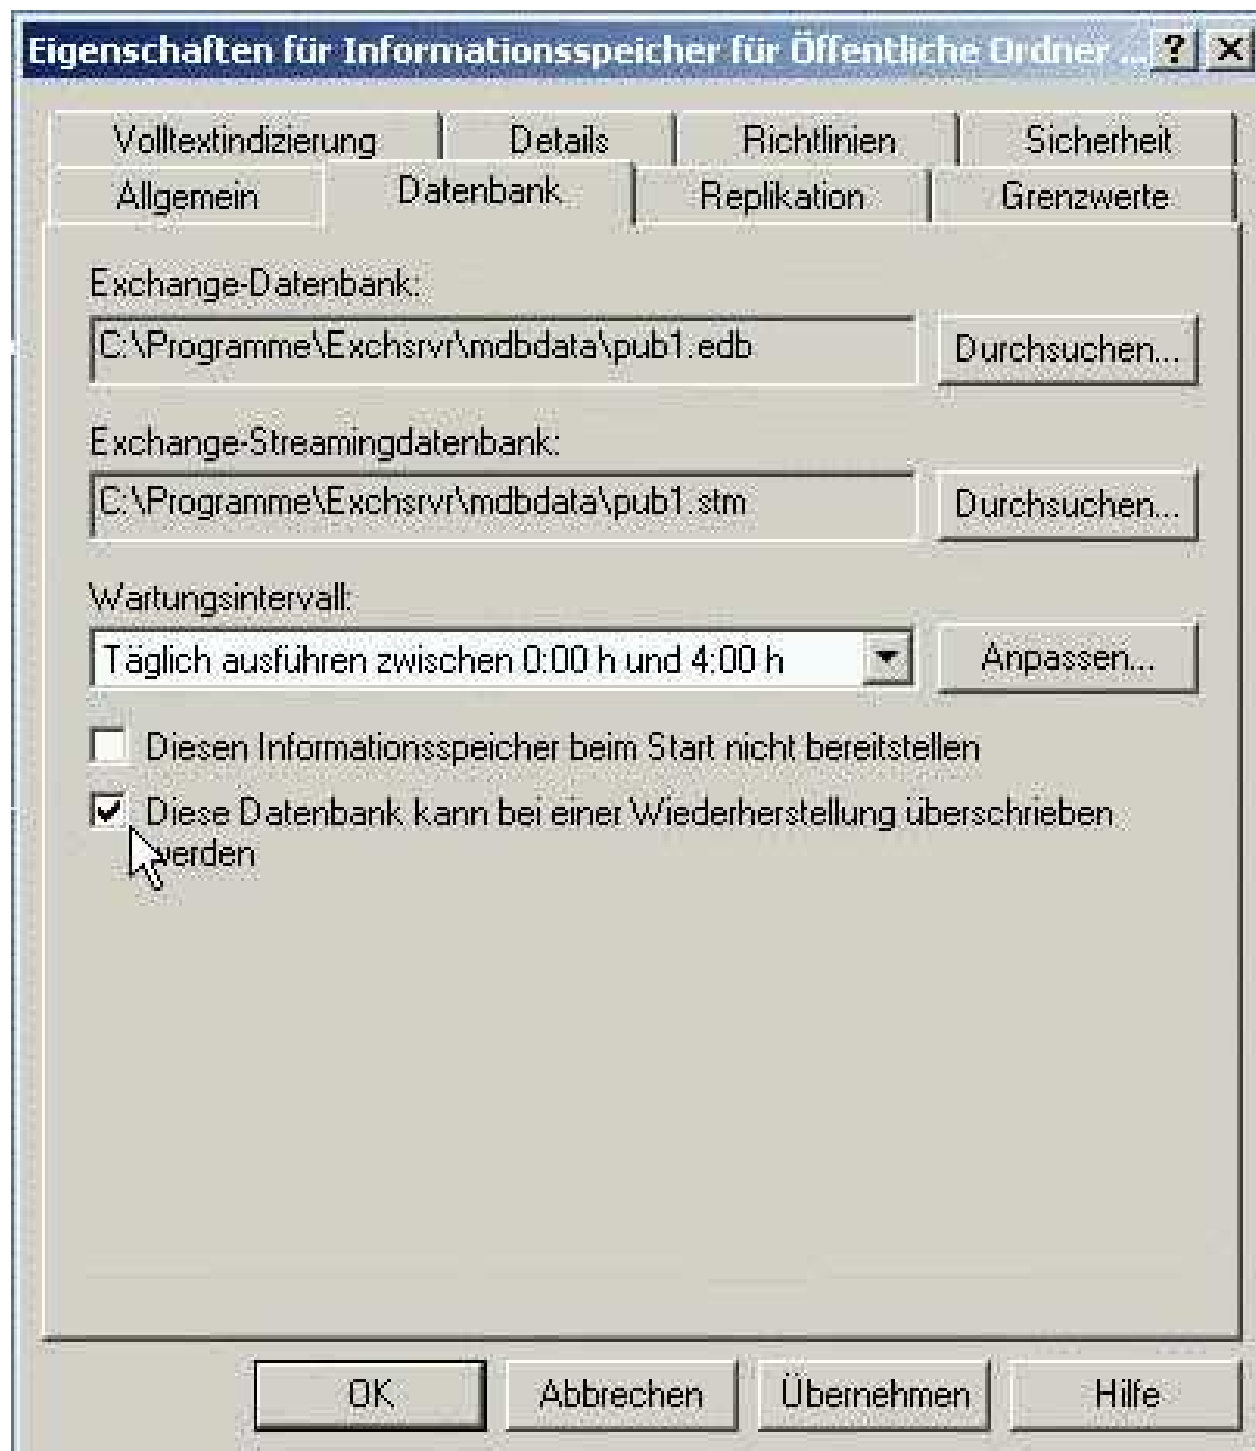 Eigenschaften für Informationsspeicher für Öffentliche Ordner ...
Volltextindizierung Details Richtlinien Sicherheit
Allgemein Datenbank Replikation Grenzwerte
Exchange-Datenbank:
C:\Programme\Exchsrvr\mdbdata\pub1.edb Durchsuchen...
Exchange-Streamingdatenbank:
C:\Programme\Exchsrvr\mdbdata\pub1.stm Durchsuchen...
Wartungsintervall:
Täglich ausführen zwischen 0:00 h und 4:00 h Anpassen...
Diesen Informationsspeicher beim Start nicht bereitstellen
Diese Datenbank kann bei einer Wiederherstellung überschrieben
werden
OK Abbrechen Übernehmen Hilfe